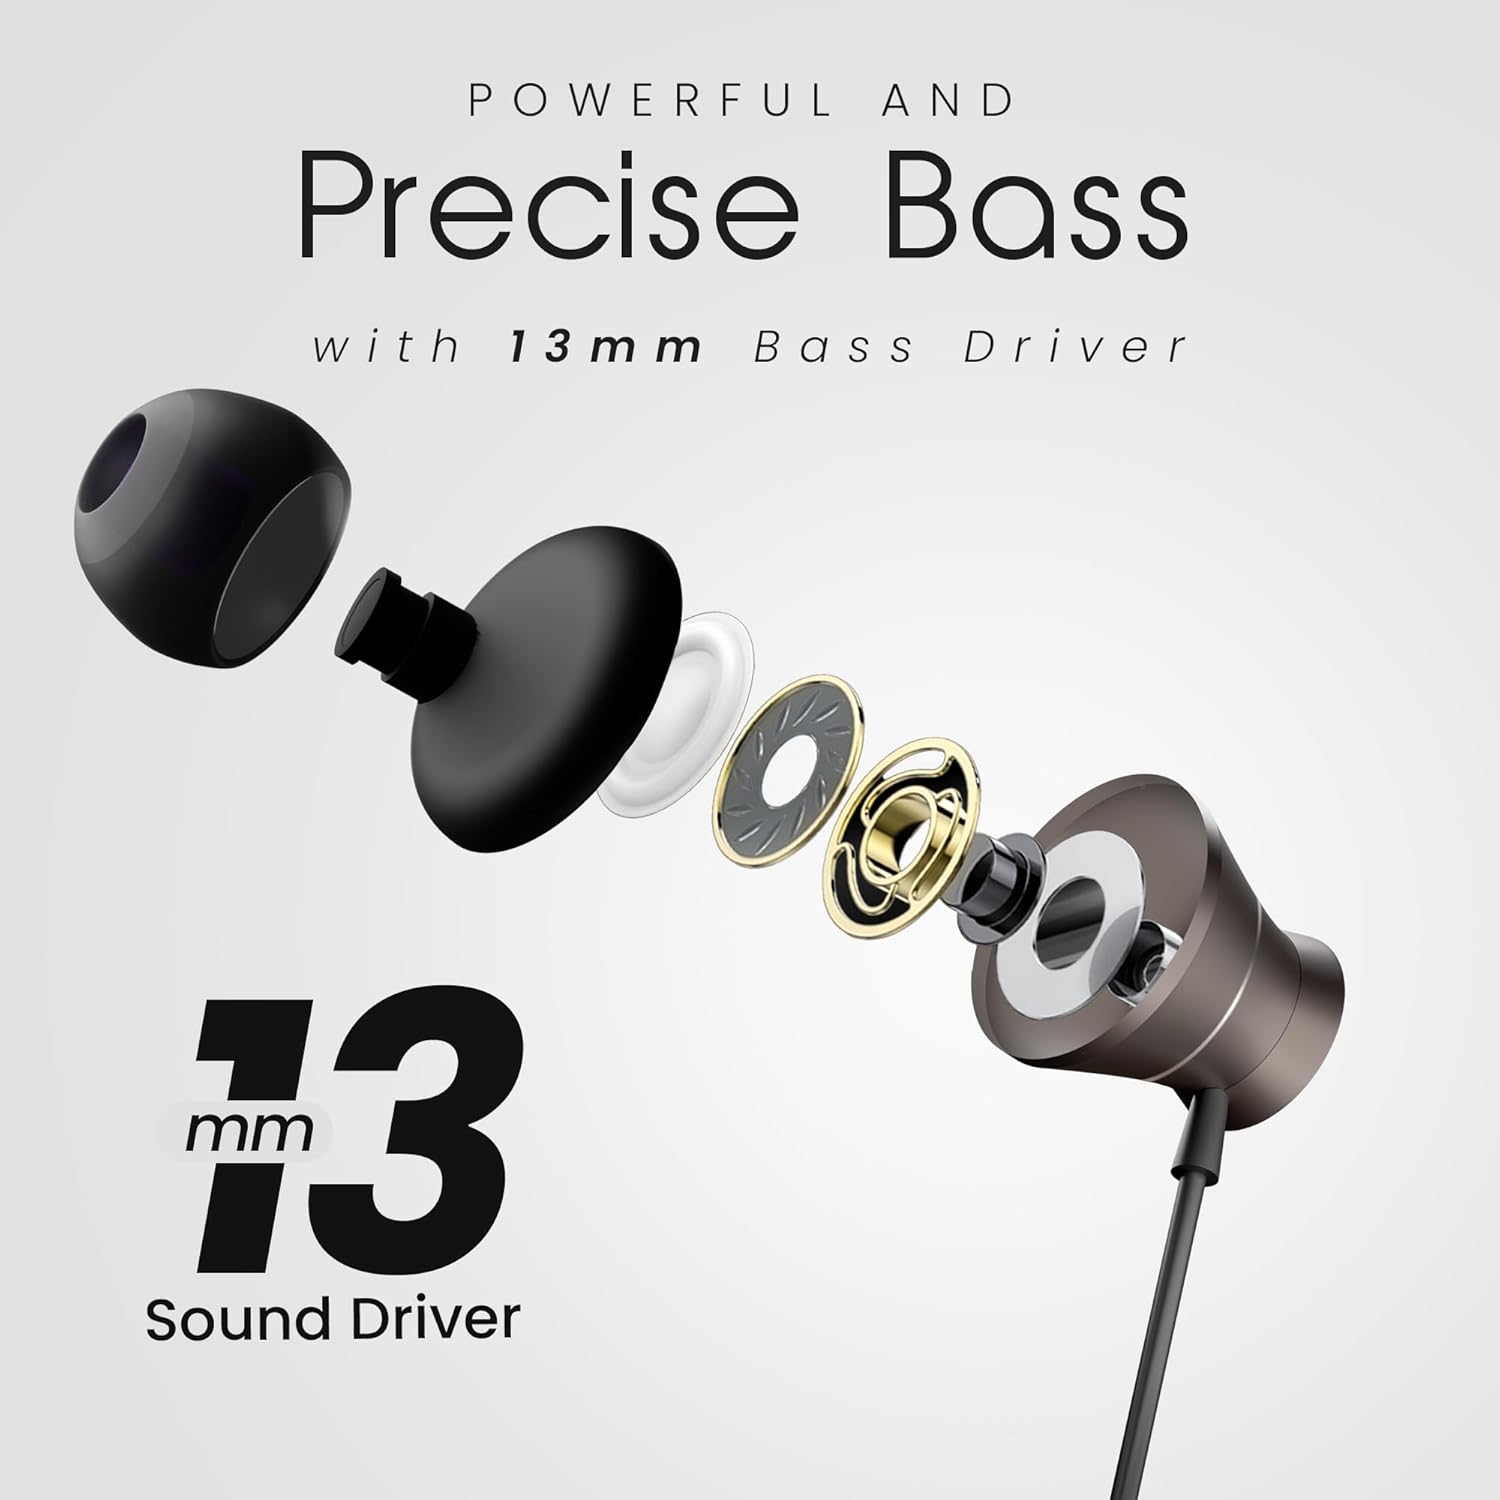 POWERFUL AND
Precise Bass
with 13mm Bass Driver
13
mm
Sound Driver